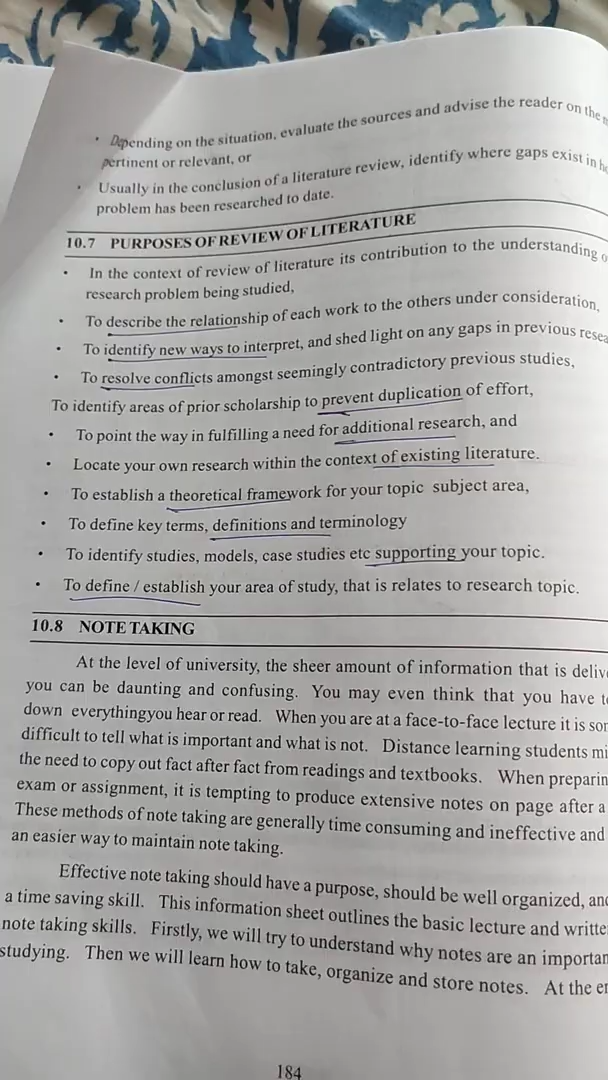 • Depending on the situation, evaluate the sources and advise the reader on the
pertinent or relevant, or
• Usually in the conclusion of a literature review, identify where gaps exist in
problem has been researched to date.
10.7 PURPOSES OF REVIEW OF LITERATURE
• In the context of review of literature its contribution to the understanding
research problem being studied,
• To describe the relationship of each work to the others under consideration,
• To identify new ways to interpret, and shed light on any gaps in previous
• To resolve conflicts amongst seemingly contradictory previous studies,
To identify areas of prior scholarship to prevent duplication of effort,
• To point the way in fulfilling a need for additional research, and
• Locate your own research within the context of existing literature.
• To establish a theoretical framework for your topic subject area,
• To define key terms, definitions and terminology
• To identify studies, models, case studies etc supporting your topic.
• To define / establish your area of study, that is relates to research topic.
10.8 NOTE TAKING
At the level of university, the sheer amount of information that is
you can be daunting and confusing. You may even think that you have
down everythingyou hear or read. When you are at a face-to-face lecture it is
difficult to tell what is important and what is not. Distance learning students
the need to copy out fact after fact from readings and textbooks. When
exam or assignment, it is tempting to produce extensive notes on page after
These methods of note taking are generally time consuming and ineffective and
an easier way to maintain note taking.
Effective note taking should have a purpose, should be well organized,
a time saving skill. This information sheet outlines the basic lecture and
note taking skills. Firstly, we will try to understand why notes are an
studying. Then we will learn how to take, organize and store notes. At the
184